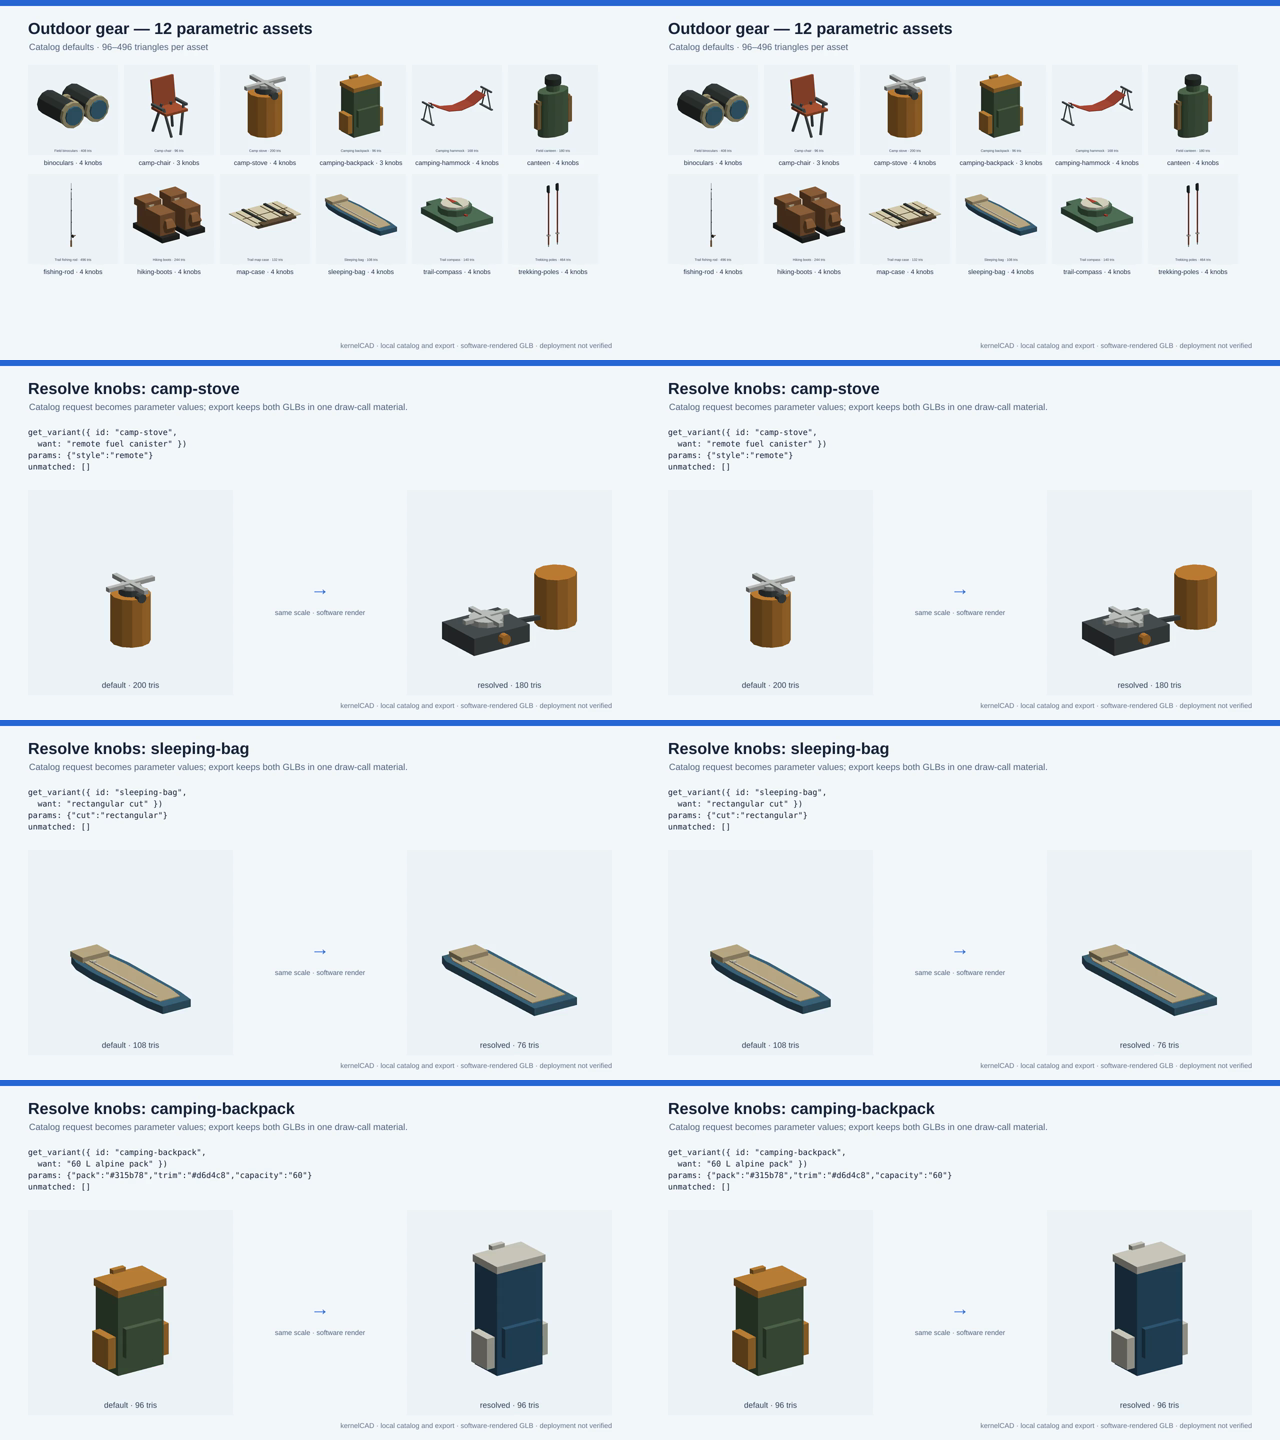 Outdoor gear — 12 parametric assets
Catalog defaults · 96–496 triangles per asset
binoculars · 4 knobs
camp-chair · 3 knobs
camp-stove · 4 knobs
camping-backpack · 3 knobs
camping-hammock · 4 knobs
canteen · 4 knobs
fishing-rod · 4 knobs
hiking-boots · 4 knobs
map-case · 4 knobs
sleeping-bag · 4 knobs
trail-compass · 4 knobs
trekking-poles · 4 knobs
kernelCAD · local catalog and export · software-rendered GLB · deployment not verified
Outdoor gear — 12 parametric assets
Catalog defaults · 96–496 triangles per asset
binoculars · 4 knobs
camp-chair · 3 knobs
camp-stove · 4 knobs
camping-backpack · 3 knobs
camping-hammock · 4 knobs
canteen · 4 knobs
fishing-rod · 4 knobs
hiking-boots · 4 knobs
map-case · 4 knobs
sleeping-bag · 4 knobs
trail-compass · 4 knobs
trekking-poles · 4 knobs
kernelCAD · local catalog and export · software-rendered GLB · deployment not verified
Resolve knobs: camp-stove
Catalog request becomes parameter values; export keeps both GLBs in one draw-call material.
get_variant({ id: "camp-stove",
want: "remote fuel canister" })
params: {"style":"remote"}
unmatched: []
→
same scale · software render
default · 200 tris
resolved · 180 tris
kernelCAD · local catalog and export · software-rendered GLB · deployment not verified
Resolve knobs: camp-stove
Catalog request becomes parameter values; export keeps both GLBs in one draw-call material.
get_variant({ id: "camp-stove",
want: "remote fuel canister" })
params: {"style":"remote"}
unmatched: []
→
same scale · software render
default · 200 tris
resolved · 180 tris
kernelCAD · local catalog and export · software-rendered GLB · deployment not verified
Resolve knobs: sleeping-bag
Catalog request becomes parameter values; export keeps both GLBs in one draw-call material.
get_variant({ id: "sleeping-bag",
want: "rectangular cut" })
params: {"cut":"rectangular"}
unmatched: []
→
same scale · software render
default · 108 tris
resolved · 76 tris
kernelCAD · local catalog and export · software-rendered GLB · deployment not verified
Resolve knobs: sleeping-bag
Catalog request becomes parameter values; export keeps both GLBs in one draw-call material.
get_variant({ id: "sleeping-bag",
want: "rectangular cut" })
params: {"cut":"rectangular"}
unmatched: []
→
same scale · software render
default · 108 tris
resolved · 76 tris
kernelCAD · local catalog and export · software-rendered GLB · deployment not verified
Resolve knobs: camping-backpack
Catalog request becomes parameter values; export keeps both GLBs in one draw-call material.
get_variant({ id: "camping-backpack",
want: "60 L alpine pack" })
params: {"pack":"#315b78","trim":"#d6d4c8","capacity":"60"}
unmatched: []
→
same scale · software render
default · 96 tris
resolved · 96 tris
kernelCAD · local catalog and export · software-rendered GLB · deployment not verified
Resolve knobs: camping-backpack
Catalog request becomes parameter values; export keeps both GLBs in one draw-call material.
get_variant({ id: "camping-backpack",
want: "60 L alpine pack" })
params: {"pack":"#315b78","trim":"#d6d4c8","capacity":"60"}
unmatched: []
→
same scale · software render
default · 96 tris
resolved · 96 tris
kernelCAD · local catalog and export · software-rendered GLB · deployment not verified